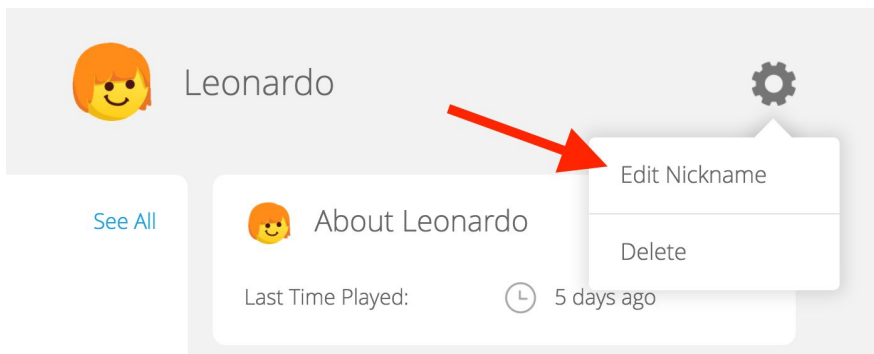 Leonardo
Edit Nickname
See All
About Leonardo
Delete
Last Time Played: 5 days ago